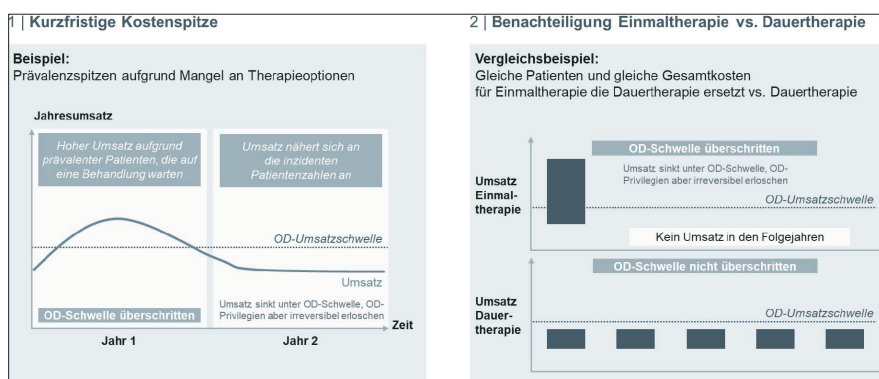 1 | Kurzfristige Kostenspitze
Beispiel:
Prävalenzspitzen aufgrund Mangel an Therapieoptionen
Jahresumsatz
Hoher Umsatz aufgrund
prävalenter Patienten, die auf
eine Behandlung warten
Umsatz nähert sich an
die inzidenten
Patientenzahlen an
OD-Umsatzschwelle
Umsatz
OD-Schwelle überschritten
Umsatz sinkt unter OD-Schwelle, OD-
Privilegien aber irreversibel erloschen
Zeit
Jahr 1
Jahr 2
2 | Benachteiligung Einmaltherapie vs. Dauertherapie
Vergleichsbeispiel:
Gleiche Patienten und gleiche Gesamtkosten
für Einmaltherapie die Dauertherapie ersetzt vs. Dauertherapie
OD-Schwelle überschritten
Umsatz sinkt unter OD-Schwelle, OD-
Privilegien aber irreversibel erloschen
Umsatz
Einmal-
therapie
OD-Umsatzschwelle
Kein Umsatz in den Folgejahren
OD-Schwelle nicht überschritten
Umsatz
Dauer-
therapie
OD-Umsatzschwelle